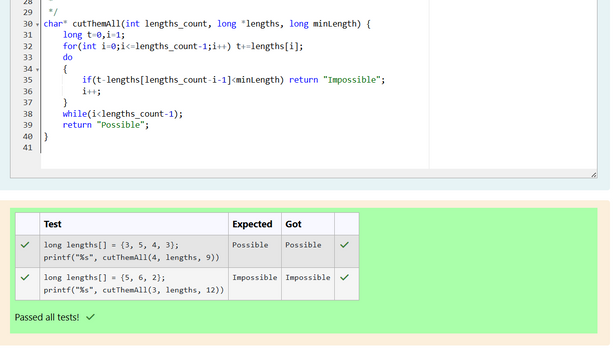 28
29 */
30 char* cutThemAll(int lengths_count, long *lengths, long minLength) {
31 long t=0,i=1;
32 for(int i=0;i<=lengths_count-1;i++) t+=lengths[i];
33 do
34 {
35 if(t-lengths[lengths_count-i-1]<minLength) return "Impossible";
36 i++;
37 }
38 while(i<lengths_count-1);
39 return "Possible";
40 }
41
Test Expected Got
long lengths[] = {3, 5, 4, 3}; Possible Possible
printf("%s", cutThemAll(4, lengths, 9))
long lengths[] = {5, 6, 2}; Impossible Impossible
printf("%s", cutThemAll(3, lengths, 12))
Passed all tests!